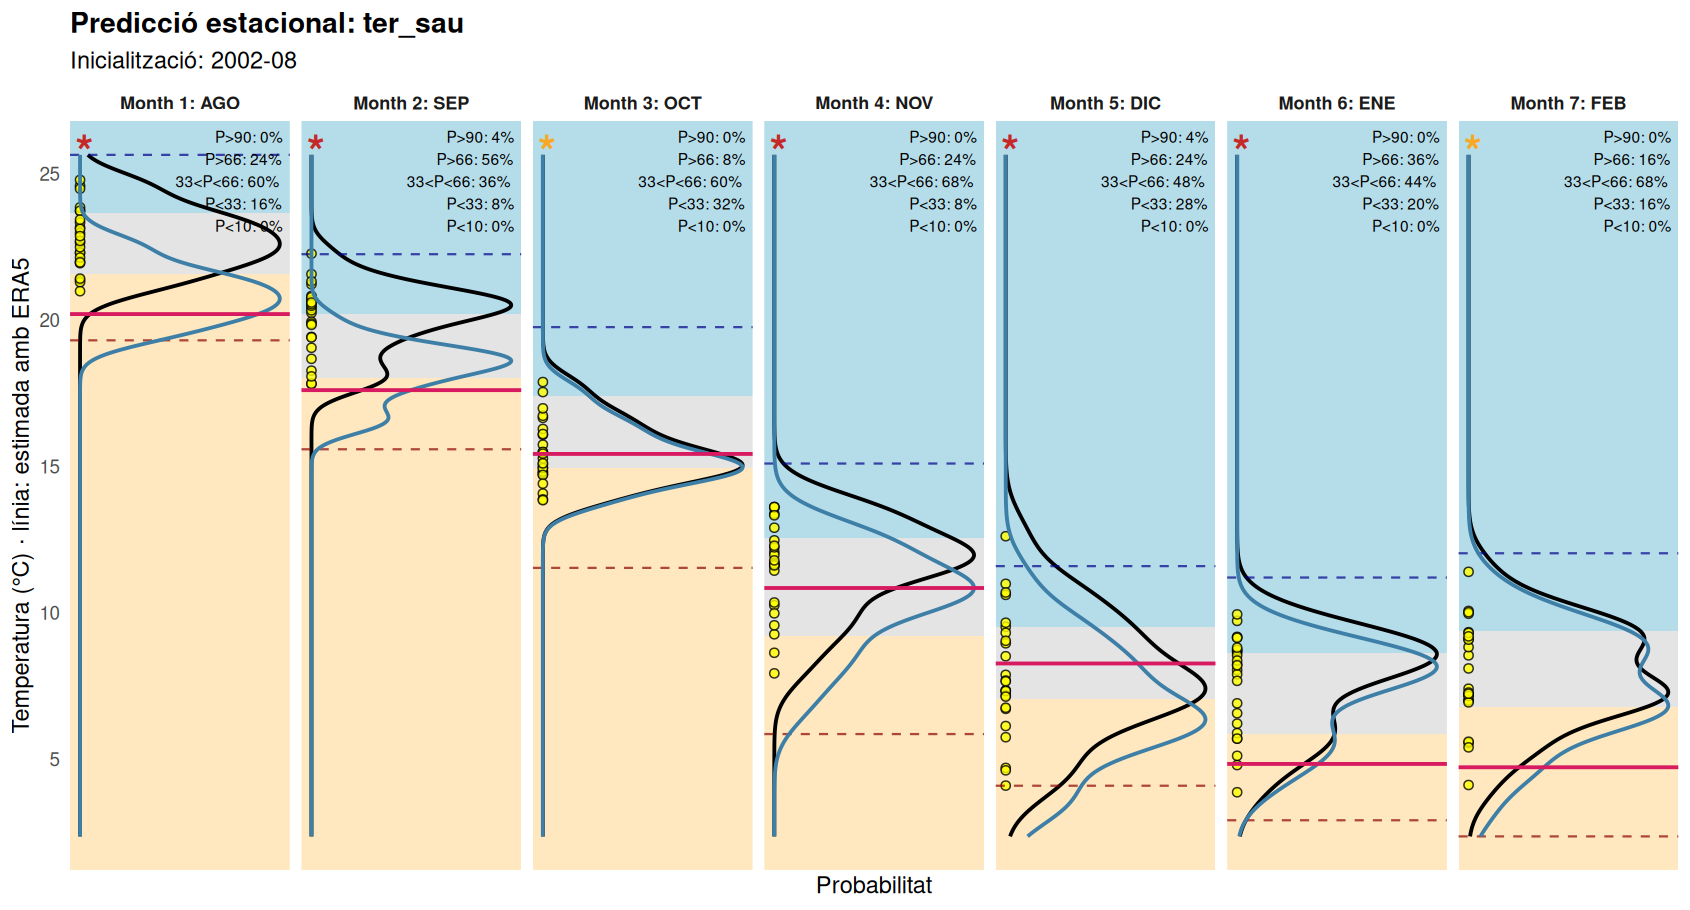 Predicció estacional: ter_sau
Inicialització: 2002-08
Month 1: AGO
Month 2: SEP
Month 3: OCT
Month 4: NOV
Month 5: DIC
Month 6: ENE
Month 7: FEB
*
P>90: 0%
P>66: 24%
33<P<66: 60%
P<33: 16%
P<10: 0%
*
P>90: 4%
P>66: 56%
33<P<66: 36%
P<33: 8%
P<10: 0%
*
P>90: 0%
P>66: 8%
33<P<66: 60%
P<33: 32%
P<10: 0%
*
P>90: 0%
P>66: 24%
33<P<66: 68%
P<33: 8%
P<10: 0%
*
P>90: 4%
P>66: 24%
33<P<66: 48%
P<33: 28%
P<10: 0%
*
P>90: 0%
P>66: 36%
33<P<66: 44%
P<33: 20%
P<10: 0%
*
P>90: 0%
P>66: 16%
33<P<66: 68%
P<33: 16%
P<10: 0%
25
20
15
10
5
Temperatura (°C) · línia: estimada amb ERA5
Probabilitat